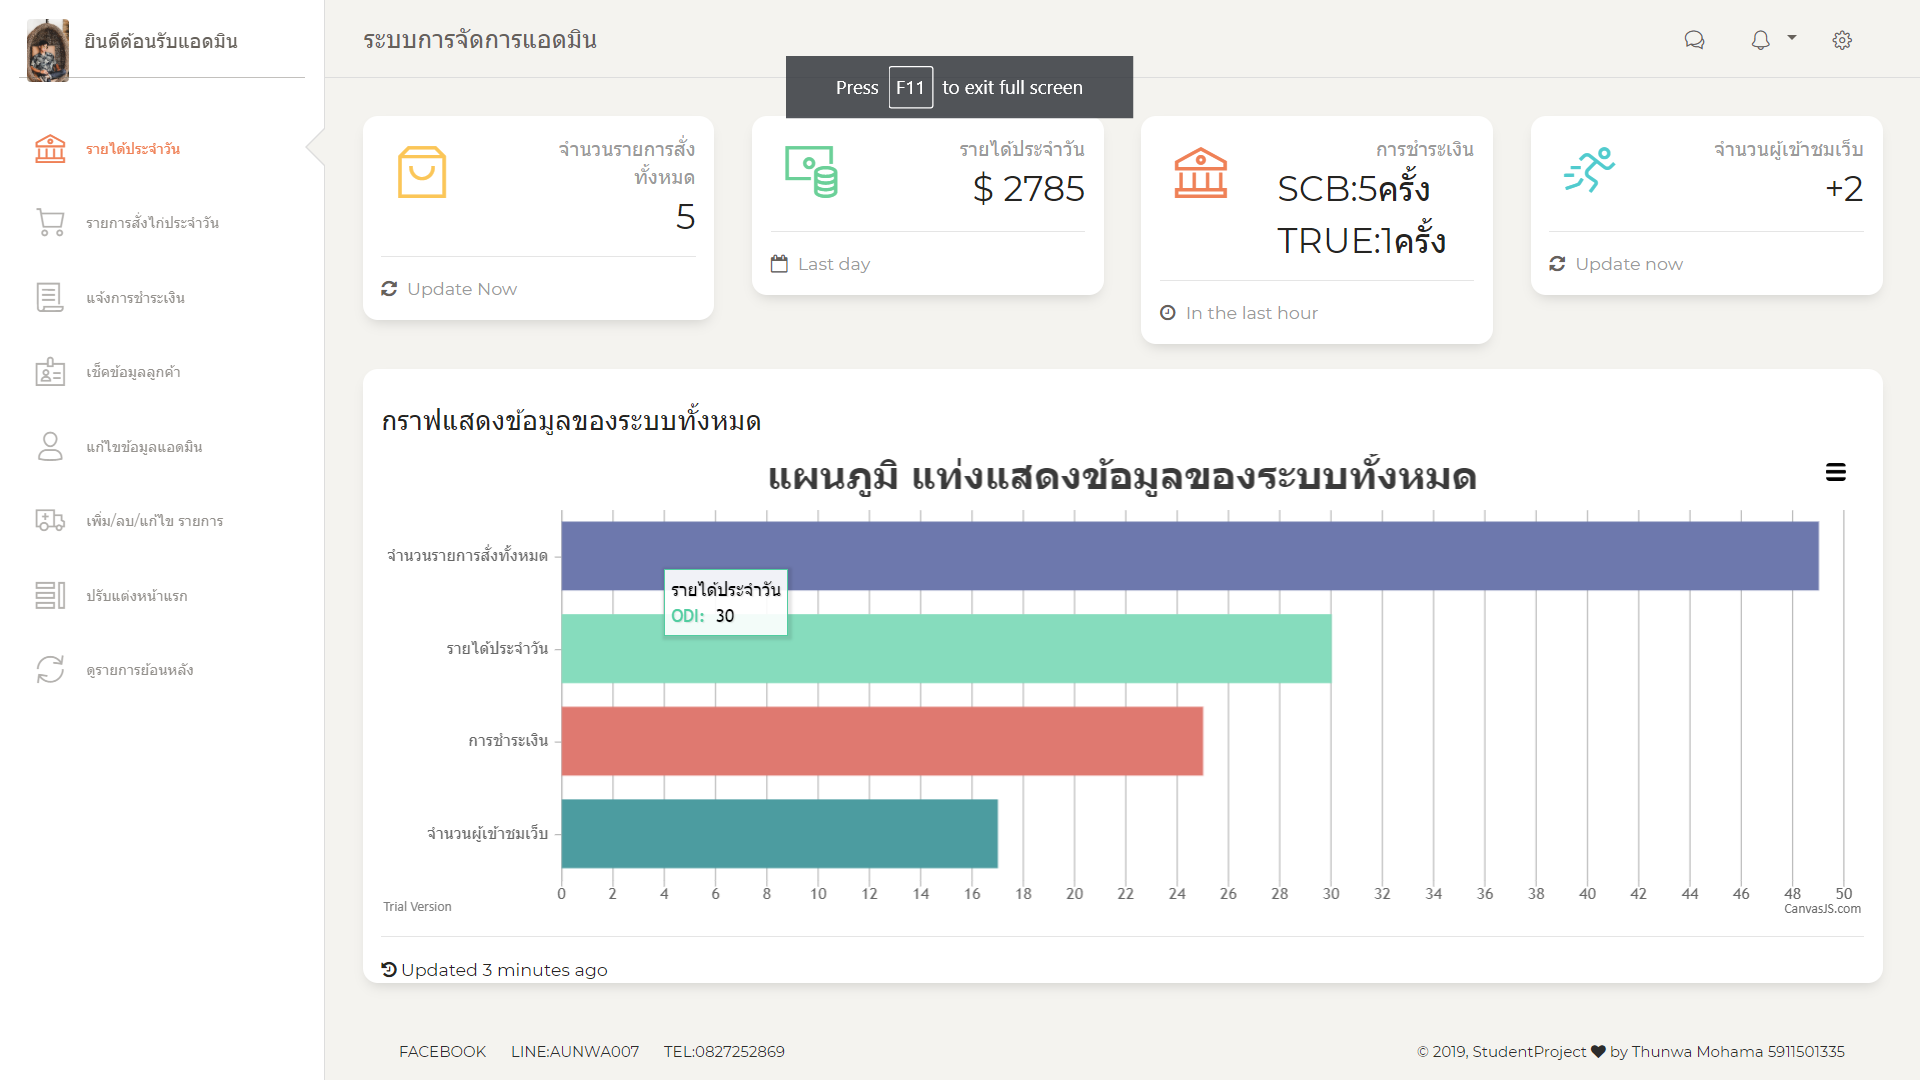 ยินดีต้อนรับแอดมิน
รายได้ประจำวัน
รายการสั่งไก่ประจำวัน
แจ้งการชำระเงิน
เช็คข้อมูลลูกค้า
แก้ไขข้อมูลแอดมิน
เพิ่ม/ลบ/แก้ไข รายการ
ปรับแต่งหน้าแรก
ดูรายการย้อนหลัง
ระบบการจัดการแอดมิน
Press F11 to exit full screen
จำนวนรายการสั่ง
ทั้งหมด
5
Update Now
รายได้ประจำวัน
$ 2785
Last day
การชำระเงิน
SCB:5ครั้ง
TRUE:1ครั้ง
In the last hour
จำนวนผู้เข้าชมเว็บ
+2
Update now
กราฟแสดงข้อมูลของระบบทั้งหมด
แผนภูมิ แท่งแสดงข้อมูลของระบบทั้งหมด
จำนวนรายการสั่งทั้งหมด
รายได้ประจำวัน
ODI: 30
รายได้ประจำวัน
การชำระเงิน
จำนวนผู้เข้าชมเว็บ
0 2 4 6 8 10 12 14 16 18 20 22 24 26 28 30 32 34 36 38 40 42 44 46 48 50
Trial Version
CanvasJS.com
Updated 3 minutes ago
FACEBOOK LINE:AUNWA007 TEL:0827252869
© 2019, StudentProject ♥ by Thunwa Mohama 5911501335